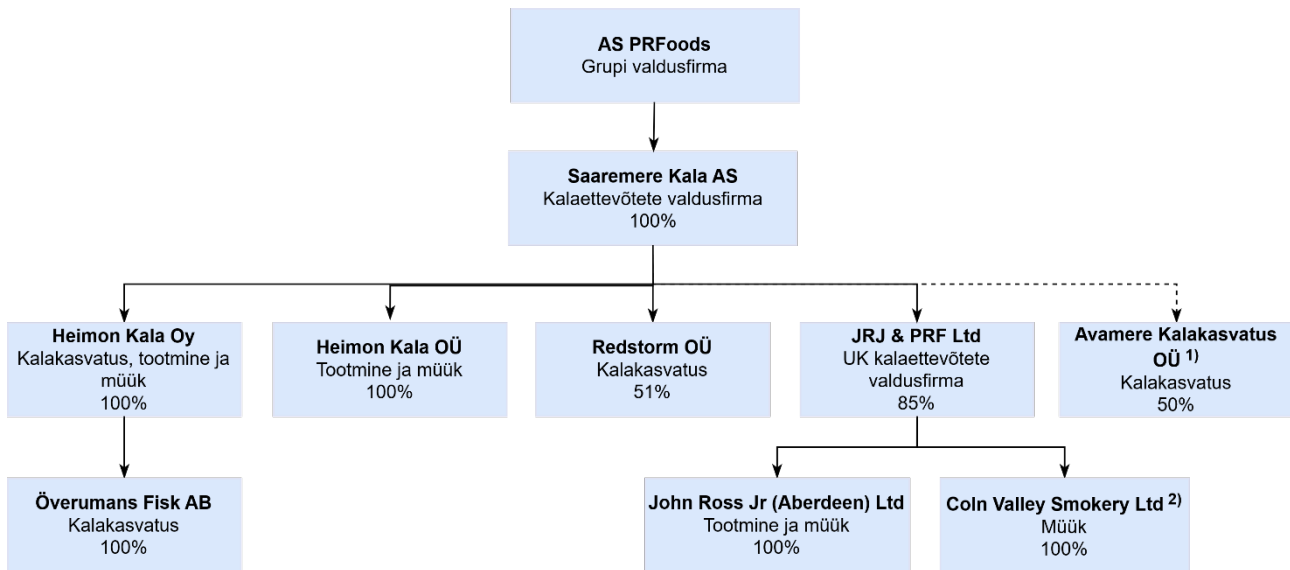 AS PRFoods
Grupi valdusfirma
Saaremere Kala AS
Kalaettevõtete valdusfirma
100%
Heimon Kala Oy
Kalakasvatus, tootmine ja
müük
100%
Heimon Kala OÜ
Tootmine ja müük
100%
Redstorm OÜ
Kalakasvatus
51%
JRJ & PRF Ltd
UK kalaettevõtete
valdusfirma
85%
Avamere Kalakasvatus
OÜ 1)
Kalakasvatus
50%
Överumans Fisk AB
Kalakasvatus
100%
John Ross Jr (Aberdeen) Ltd
Tootmine ja müük
100%
Coln Valley Smokery Ltd 2)
Müük
100%